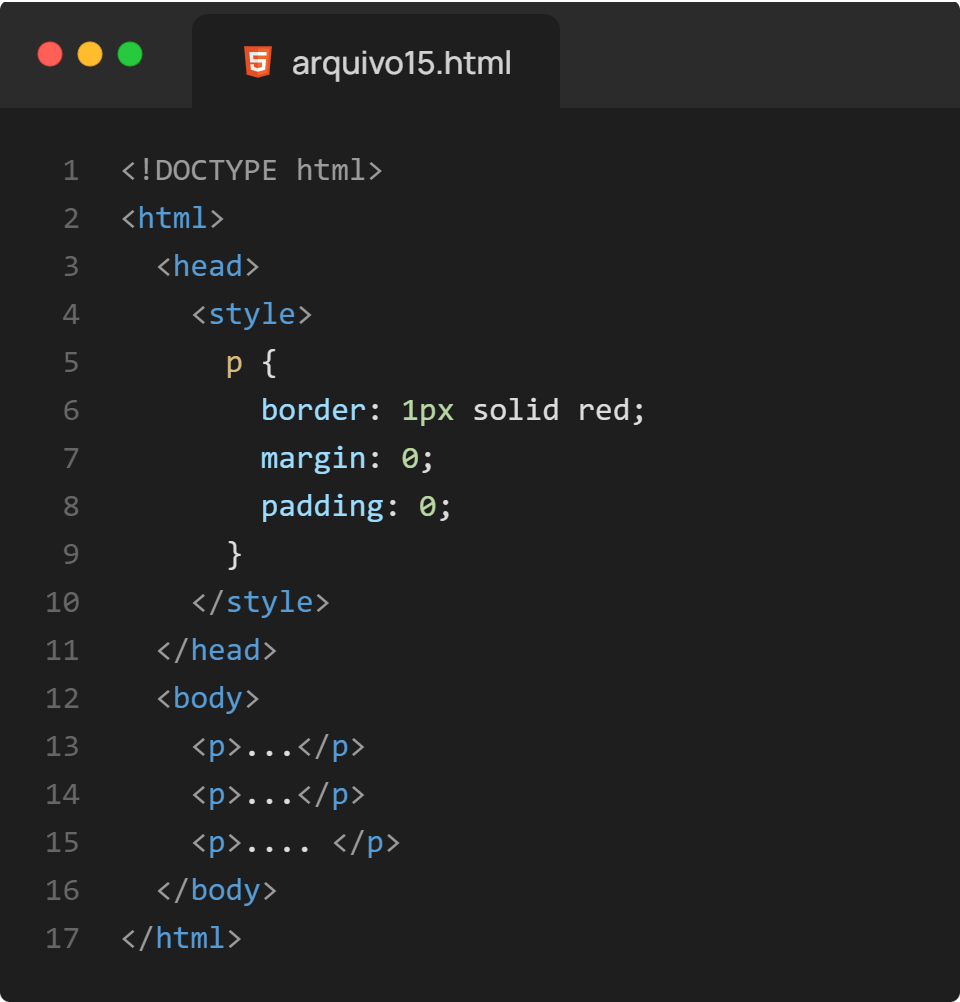 arquivo15.html
1 <!DOCTYPE html>
2 <html>
3   <head>
4     <style>
5       p {
6         border: 1px solid red;
7         margin: 0;
8         padding: 0;
9       }
10     </style>
11   </head>
12   <body>
13     <p>...</p>
14     <p>...</p>
15     <p>.... </p>
16   </body>
17 </html>